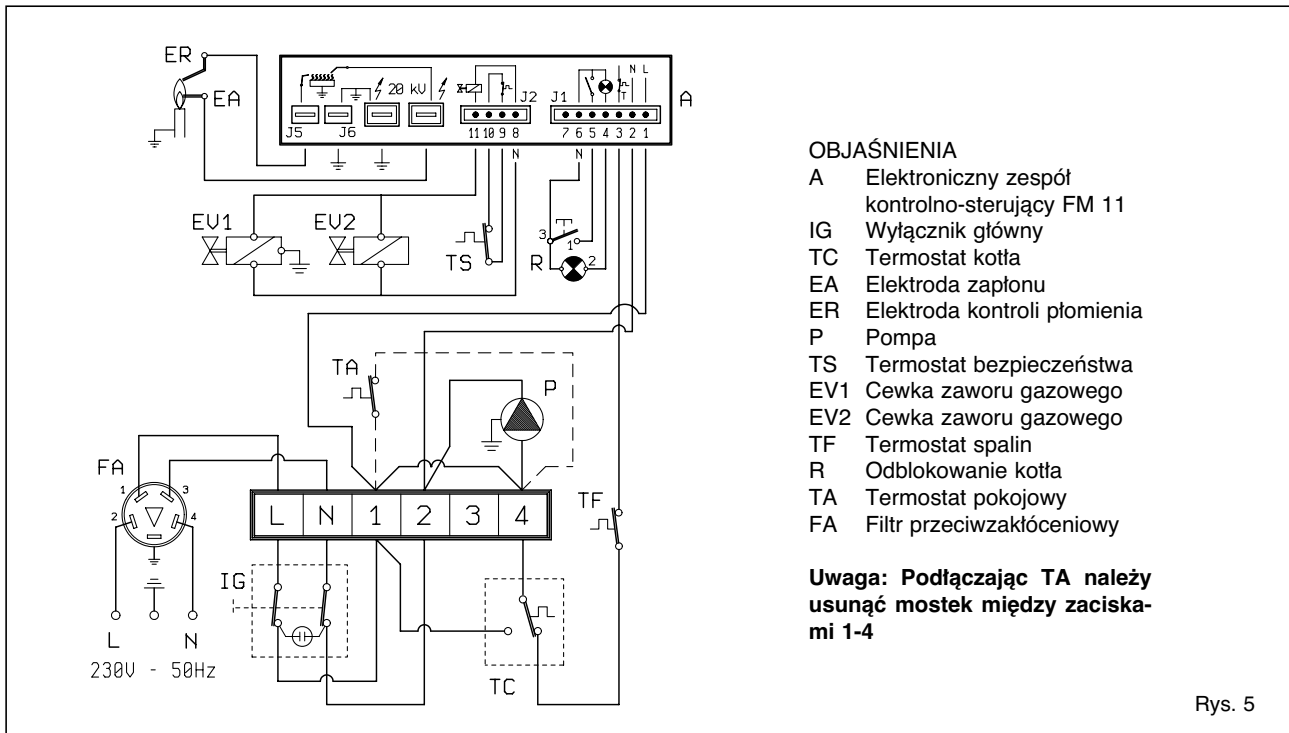 ER
EA
20 kV
J2
J1
N L
T
A
J5
J6
11 10 9 8
7 6 5 4 3 2 1
N
N
EV1
EV2
TS
3
1
R
2
TA
P
FA
1
3
2
4
L N 1 2 3 4
TF
IG
L
N
230V - 50Hz
TC
OBJAŚNIENIA
A Elektroniczny zespół
kontrolno-sterujący FM 11
IG Wyłącznik główny
TC Termostat kotła
EA Elektroda zapłonu
ER Elektroda kontroli płomienia
P Pompa
TS Termostat bezpieczeństwa
EV1 Cewka zaworu gazowego
EV2 Cewka zaworu gazowego
TF Termostat spalin
R Odblokowanie kotła
TA Termostat pokojowy
FA Filtr przeciwzakłóceniowy
Uwaga: Podłączając TA należy
usunąć mostek między zaciska-
mi 1-4
Rys. 5